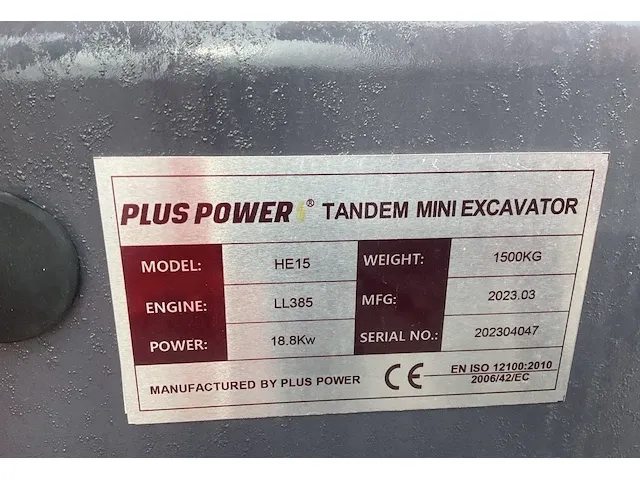 PLUS POWER® TANDEM MINI EXCAVATOR
MODEL: HE15 WEIGHT: 1500KG
ENGINE: LL385 MFG: 2023.03
POWER: 18.8Kw SERIAL NO.: 202304047
MANUFACTURED BY PLUS POWER CE EN ISO 12100:2010
2006/42/EC